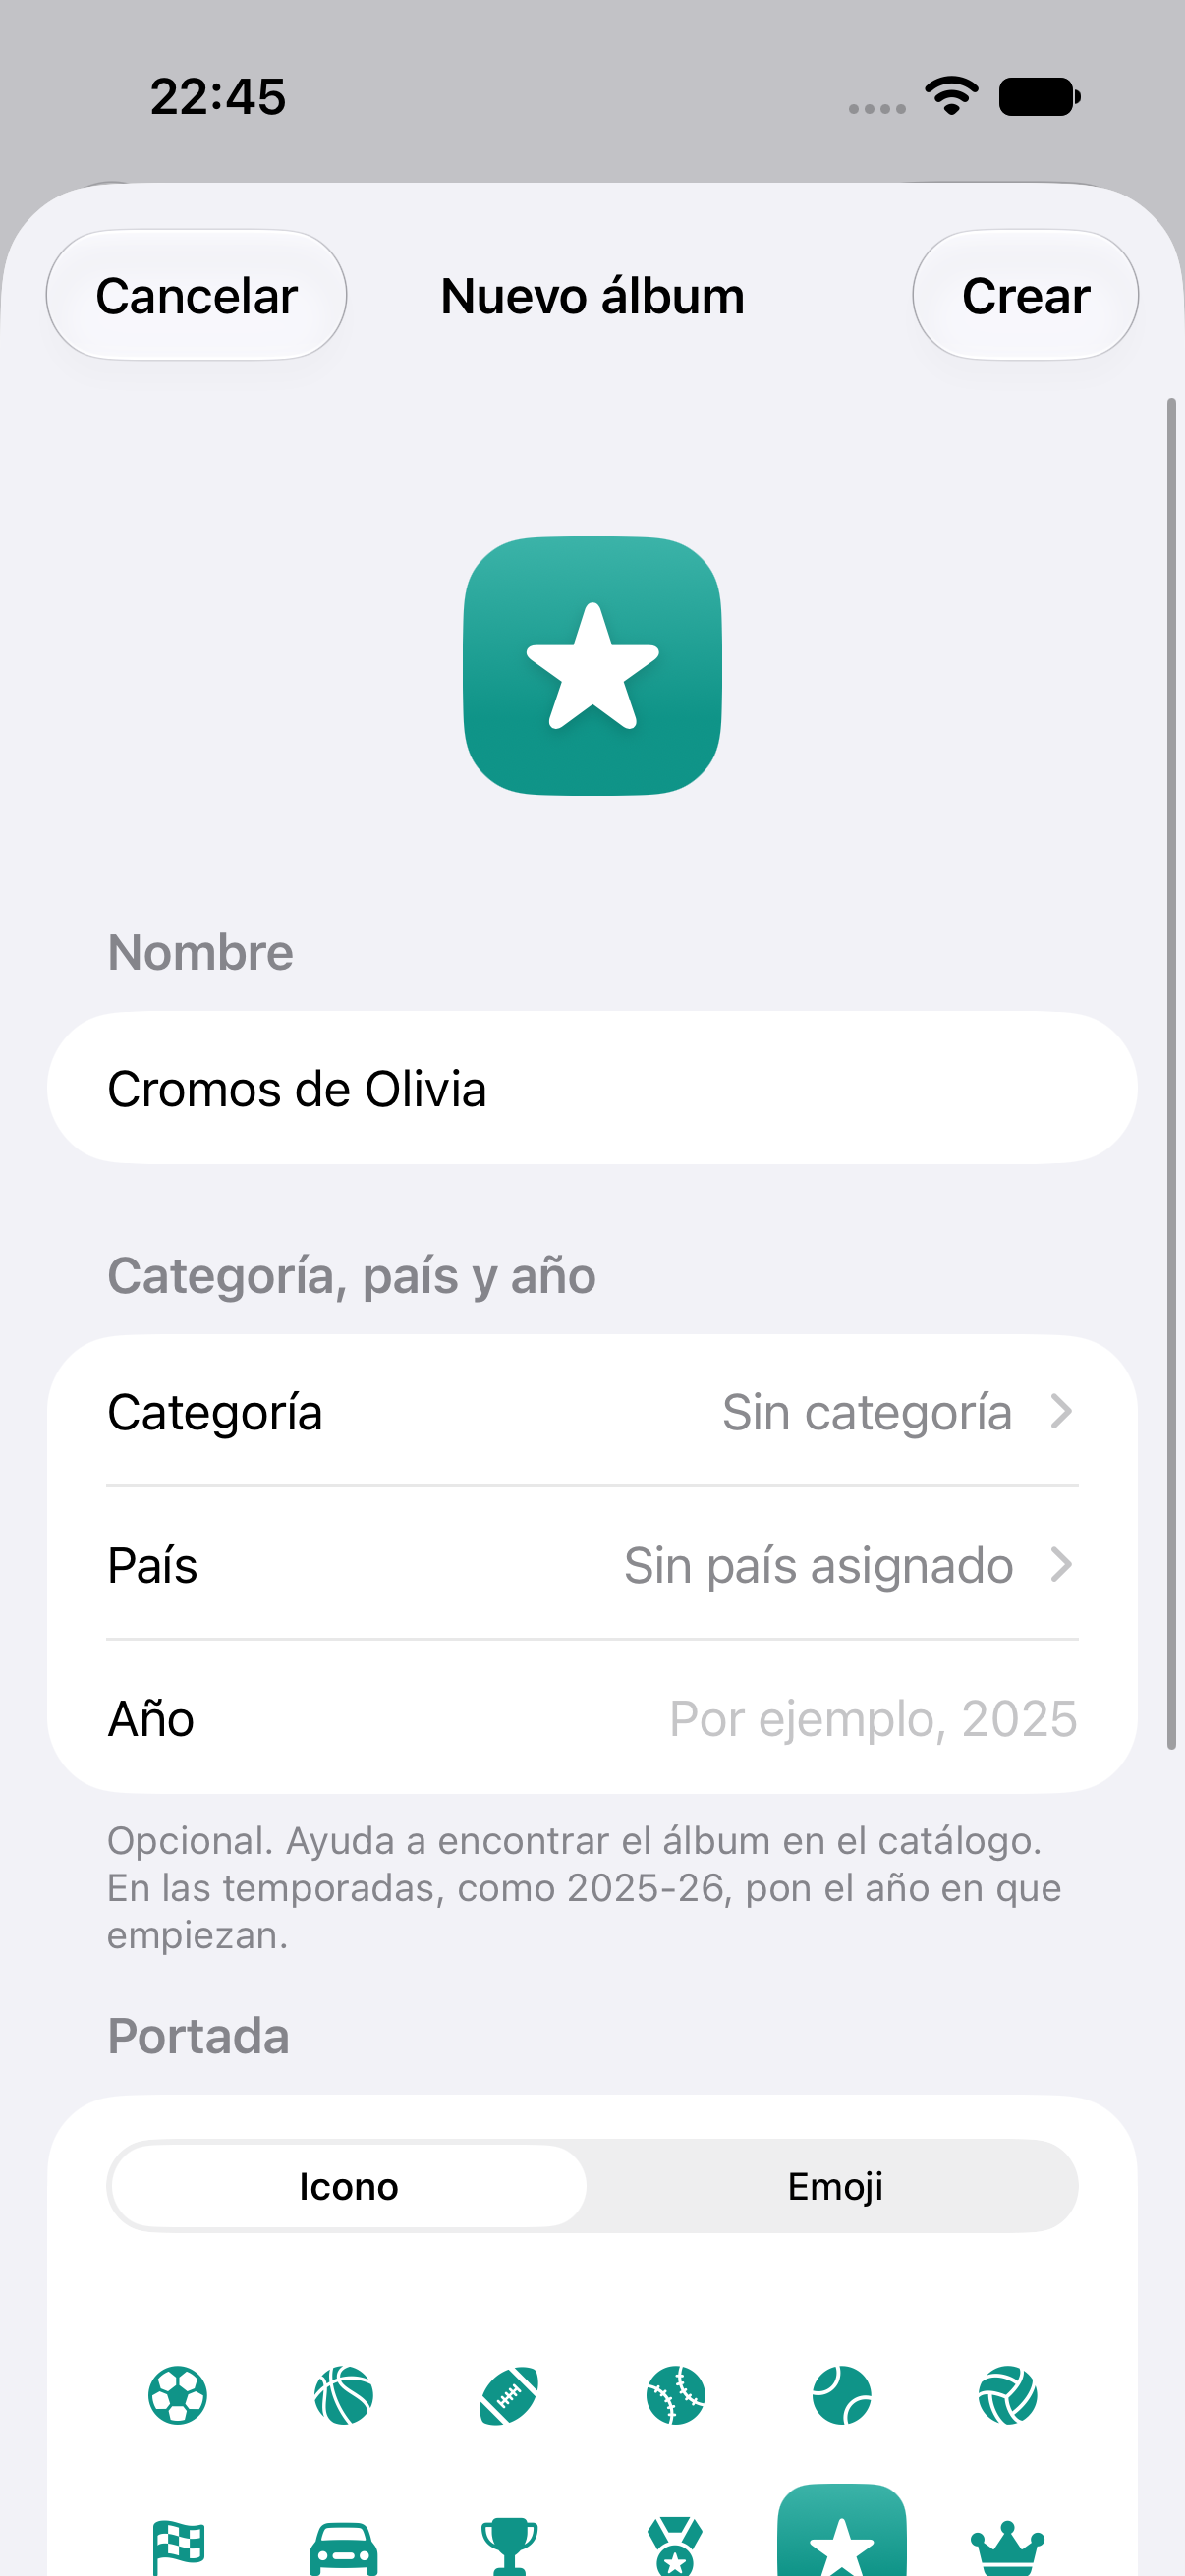 22:45
Cancelar
Nuevo álbum
Crear
Nombre
Cromos de Olivia
Categoría, país y año
Categoría
Sin categoría
País
Sin país asignado
Año
Por ejemplo, 2025
Opcional. Ayuda a encontrar el álbum en el catálogo.
En las temporadas, como 2025-26, pon el año en que
empiezan.
Portada
Icono
Emoji